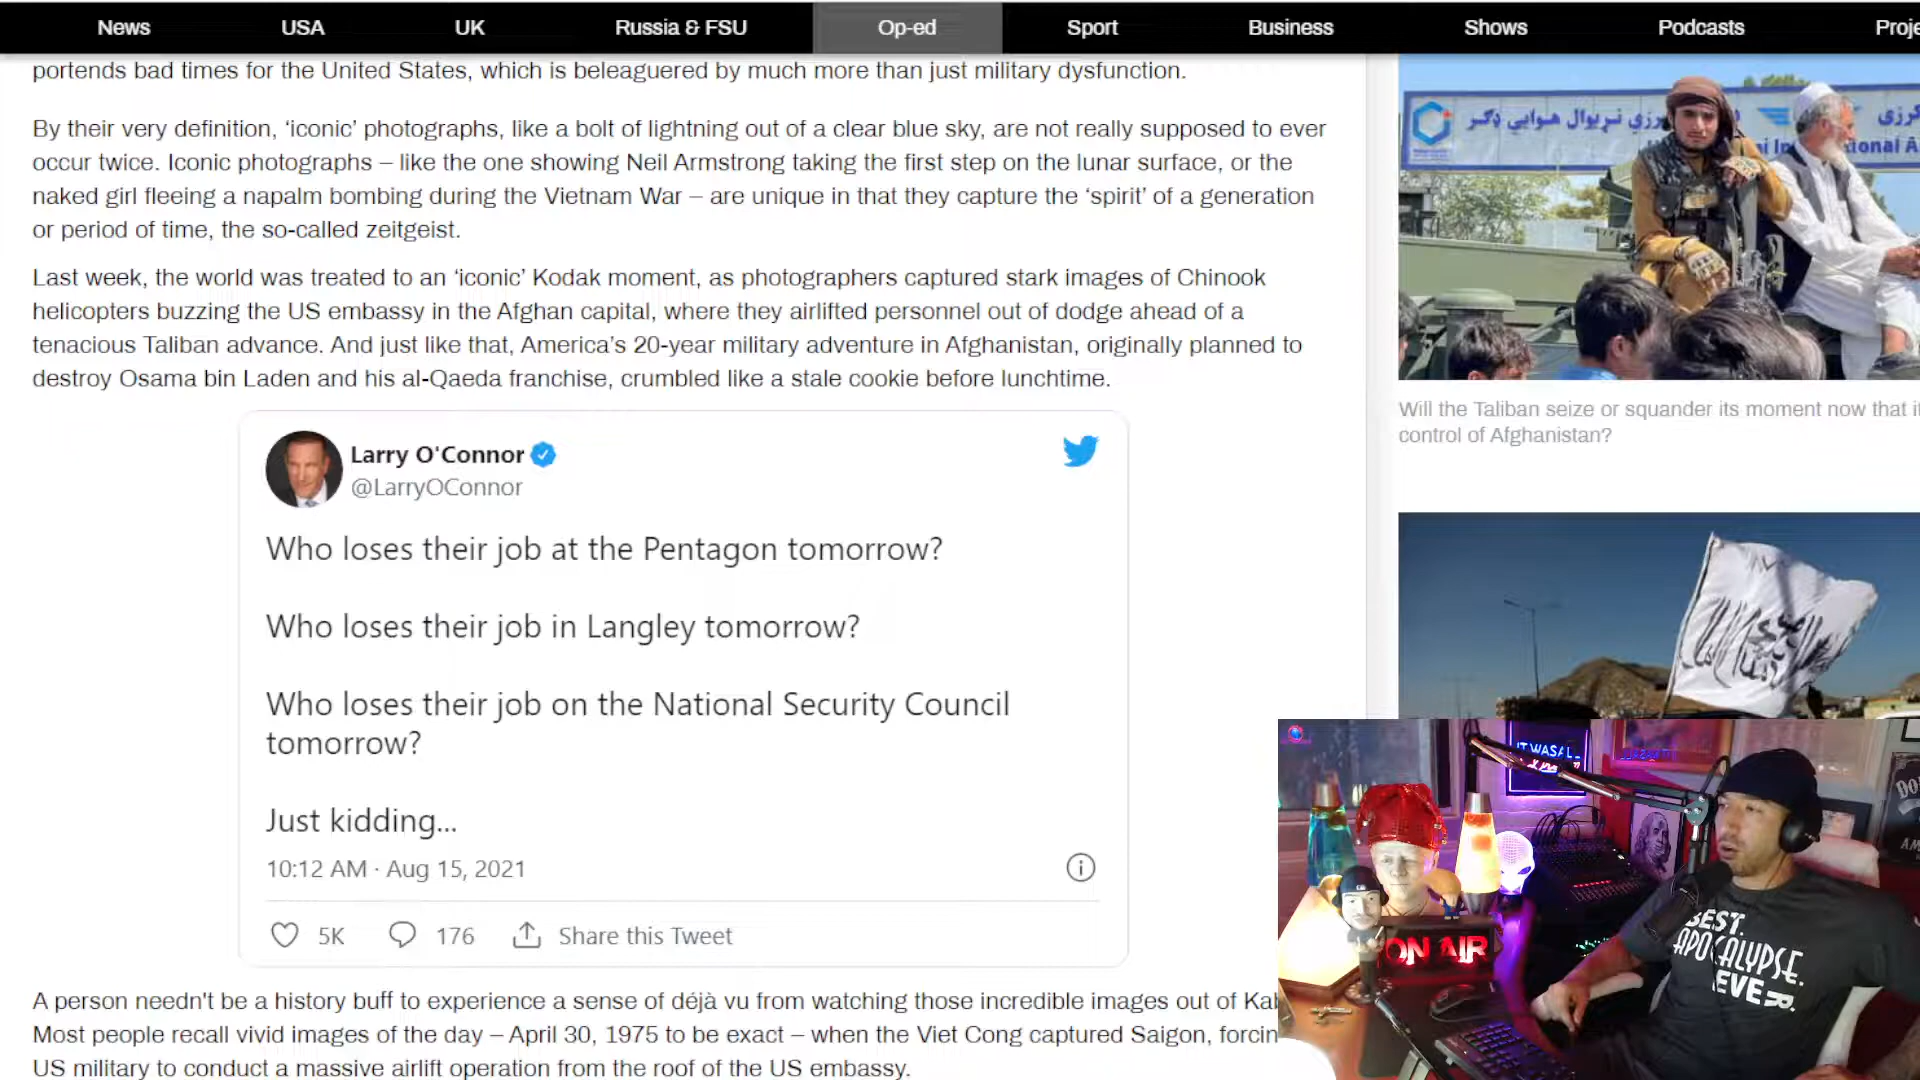 News USA UK Russia & FSU Op-ed Sport Business Shows Podcasts
portends bad times for the United States, which is beleaguered by much more than just military dysfunction.
By their very definition, ‘iconic’ photographs, like a bolt of lightning out of a clear blue sky, are not really supposed to ever
occur twice. Iconic photographs – like the one showing Neil Armstrong taking the first step on the lunar surface, or the
naked girl fleeing a napalm bombing during the Vietnam War – are unique in that they capture the ‘spirit’ of a generation
or period of time, the so-called zeitgeist.
Last week, the world was treated to an ‘iconic’ Kodak moment, as photographers captured stark images of Chinook
helicopters buzzing the US embassy in the Afghan capital, where they airlifted personnel out of dodge ahead of a
tenacious Taliban advance. And just like that, America’s 20-year military adventure in Afghanistan, originally planned to
destroy Osama bin Laden and his al-Qaeda franchise, crumbled like a stale cookie before lunchtime.
Larry O'Connor
@LarryOConnor
Who loses their job at the Pentagon tomorrow?
Who loses their job in Langley tomorrow?
Who loses their job on the National Security Council
tomorrow?
Just kidding...
10:12 AM · Aug 15, 2021
5K 176 Share this Tweet
A person needn't be a history buff to experience a sense of déjà vu from watching those incredible images out of
Most people recall vivid images of the day – April 30, 1975 to be exact – when the Viet Cong captured Saigon,
US military to conduct a massive airlift operation from the roof of the US embassy.
Will the Taliban seize or squander its moment now that
control of Afghanistan?
ON AIR
BEST.
APOCALYPSE.
EVER.